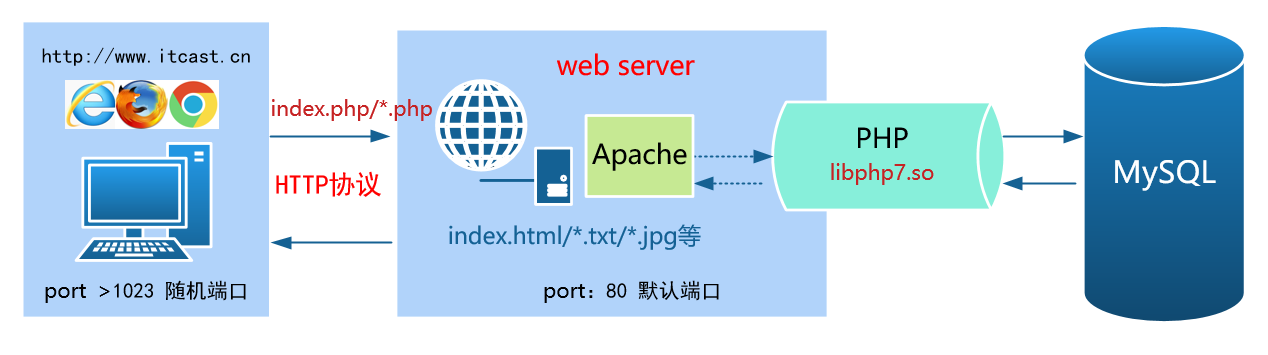 http://www.itcast.cn
port >1023 随机端口
index.php/*.php
HTTP协议
web server
Apache
index.html/*.txt/*.jpg等
port：80 默认端口
PHP
libphp7.so
MySQL